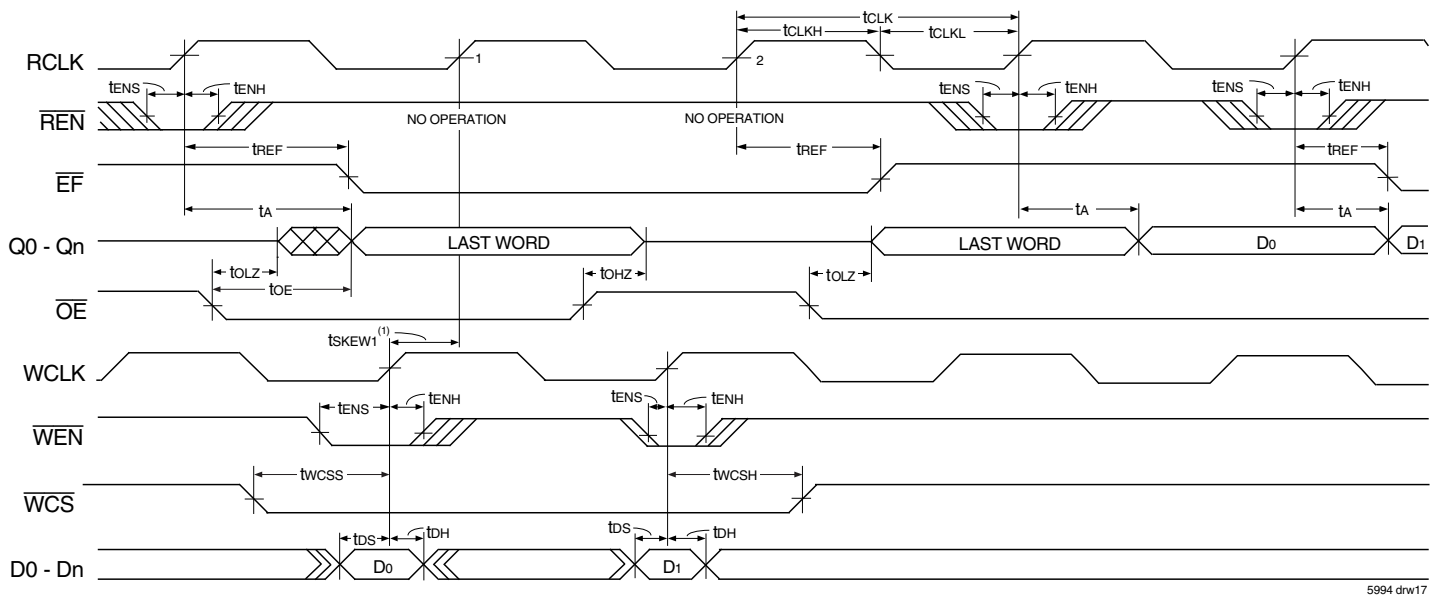 tCLK
tCLKH tCLKL
RCLK 1 2
tENS tENH tENS tENH tENS tENH
REN NO OPERATION NO OPERATION
tREF tREF tREF
EF
tA tA tA
Q0 - Qn LAST WORD LAST WORD D0 D1
tOLZ tOHZ tOLZ
tOE
OE
tSKEW1(1)
WCLK
tENS tENH tENS tENH
WEN
tWCSS tWCSH
WCS
tDS tDH tDS tDH
D0 - Dn D0 D1
5994 drw17